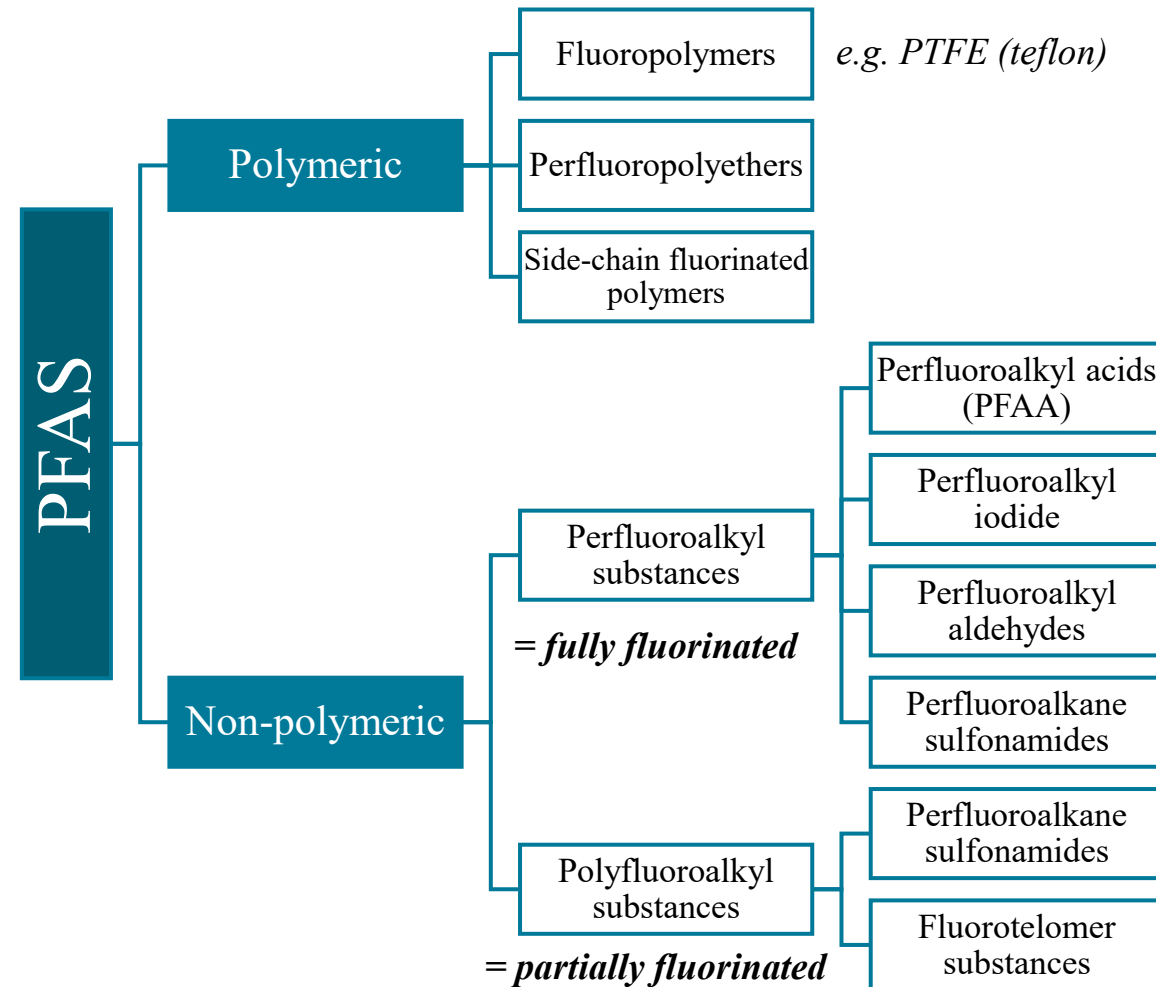 PFAS
Polymeric
Fluoropolymers
e.g. PTFE (teflon)
Perfluoropolyethers
Side-chain fluorinated
polymers
Non-polymeric
Perfluoroalkyl
substances
= fully fluorinated
Perfluoroalkyl acids
(PFAA)
Perfluoroalkyl
iodide
Perfluoroalkyl
aldehydes
Perfluoroalkane
sulfonamides
Polyfluoroalkyl
substances
= partially fluorinated
Perfluoroalkane
sulfonamides
Fluorotelomer
substances